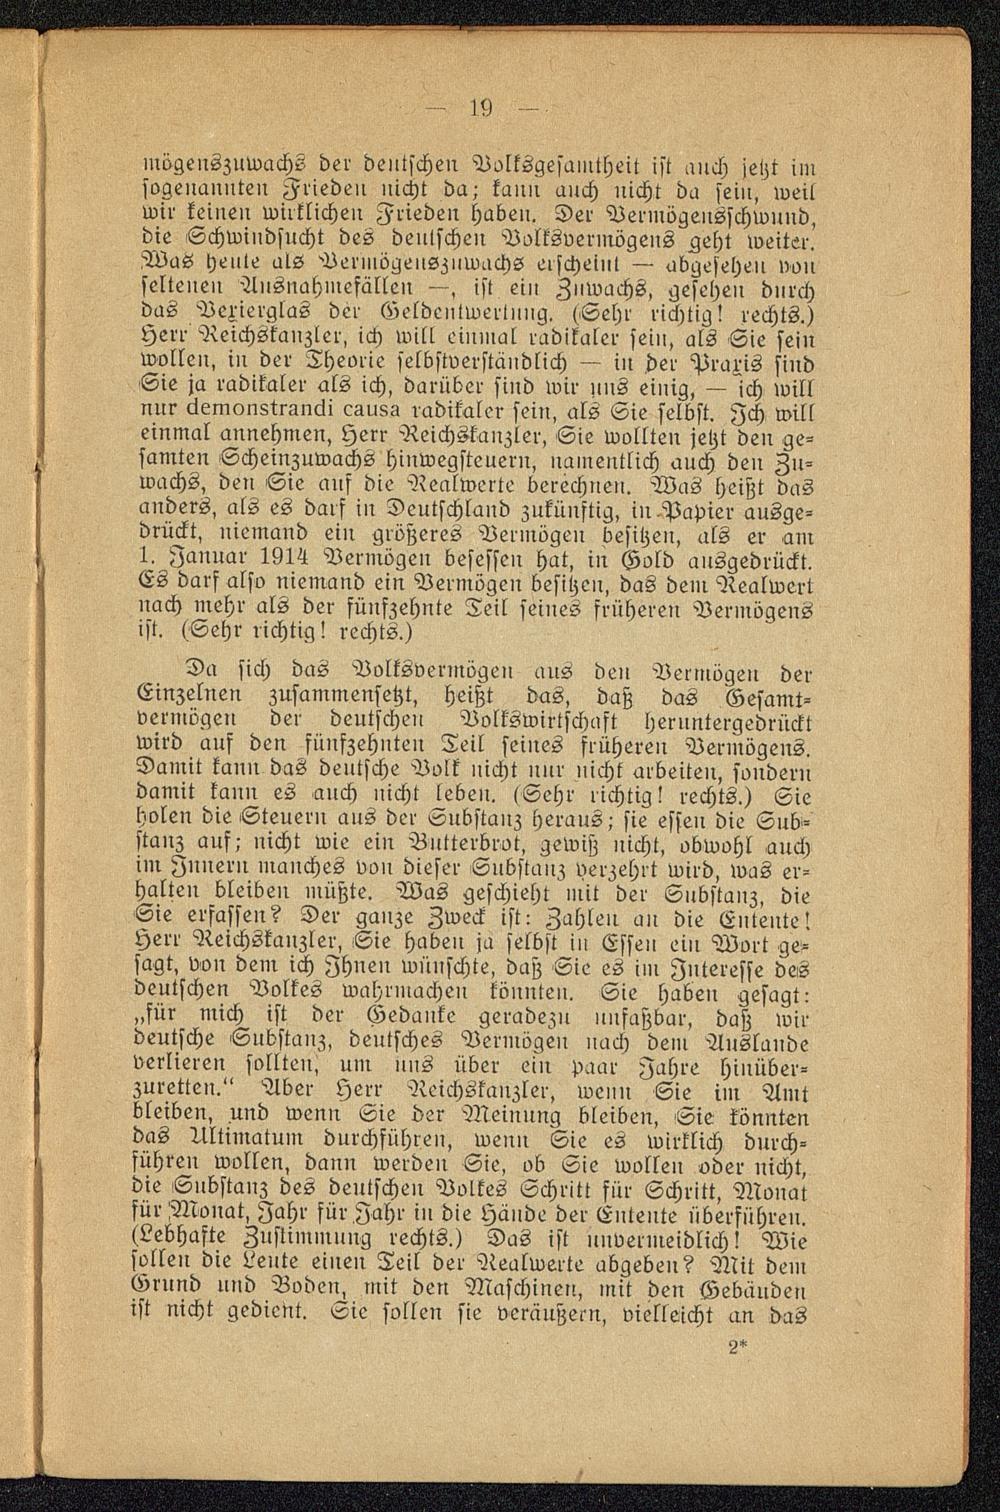 — 19 —
mögenszuwachs der deutschen Volksgesamtheit ist auch jetzt im
sogenannten Frieden nicht da; kann auch nicht da sein, weil
wir keinen wirklichen Frieden haben. Der Vermögensschwund,
die Schwindsucht des deutschen Volksvermögens geht weiter.
Was heute als Vermögenszuwachs erscheint — abgesehen von
seltenen Ausnahmefällen —, ist ein Zuwachs, gesehen durch
das Vexierglas der Geldentwertung. (Sehr richtig! rechts.)
Herr Reichskanzler, ich will einmal radikaler sein, als Sie sein
wollen, in der Theorie selbstverständlich — in der Praxis sind
Sie ja radikaler als ich, darüber sind wir uns einig, — ich will
nur demonstrandi causa radikaler sein, als Sie selbst. Ich will
einmal annehmen, Herr Reichskanzler, Sie wollten jetzt den ge-
samten Scheinzuwachs hinwegsteuern, namentlich auch den Zu-
wachs, den Sie auf die Realwerte berechnen. Was heißt das
anders, als es darf in Deutschland zukünftig, in Papier ausge-
drückt, niemand ein größeres Vermögen besitzen, als er am
1. Januar 1914 Vermögen besessen hat, in Gold ausgedrückt.
Es darf also niemand ein Vermögen besitzen, das dem Realwert
nach mehr als der fünfzehnte Teil seines früheren Vermögens
ist. (Sehr richtig! rechts.)
Da sich das Volksvermögen aus den Vermögen der
Einzelnen zusammensetzt, heißt das, daß das Gesamt-
vermögen der deutschen Volkswirtschaft heruntergedrückt
wird auf den fünfzehnten Teil seines früheren Vermögens.
Damit kann das deutsche Volk nicht nur nicht arbeiten, sondern
damit kann es auch nicht leben. (Sehr richtig! rechts.) Sie
holen die Steuern aus der Substanz heraus; sie essen die Sub-
stanz auf; nicht wie ein Butterbrot, gewiß nicht, obwohl auch
im Innern manches von dieser Substanz verzehrt wird, was er-
halten bleiben müßte. Was geschieht mit der Substanz, die
Sie erfassen? Der ganze Zweck ist: Zahlen an die Entente!
Herr Reichskanzler, Sie haben ja selbst in Essen ein Wort ge-
sagt, von dem ich Ihnen wünschte, daß Sie es im Interesse des
deutschen Volkes wahrmachen könnten. Sie haben gesagt:
„für mich ist der Gedanke geradezu unfaßbar, daß wir
deutsche Substanz, deutsches Vermögen nach dem Auslande
verlieren sollten, um uns über ein paar Jahre hinüber-
zuretten.“ Aber Herr Reichskanzler, wenn Sie im Amt
bleiben, und wenn Sie der Meinung bleiben, Sie könnten
das Ultimatum durchführen, wenn Sie es wirklich durch-
führen wollen, dann werden Sie, ob Sie wollen oder nicht,
die Substanz des deutschen Volkes Schritt für Schritt, Monat
für Monat, Jahr für Jahr in die Hände der Entente überführen.
(Lebhafte Zustimmung rechts.) Das ist unvermeidlich! Wie
sollen die Leute einen Teil der Realwerte abgeben? Mit dem
Grund und Boden, mit den Maschinen, mit den Gebäuden
ist nicht gedient. Sie sollen sie veräußern, vielleicht an das
2*